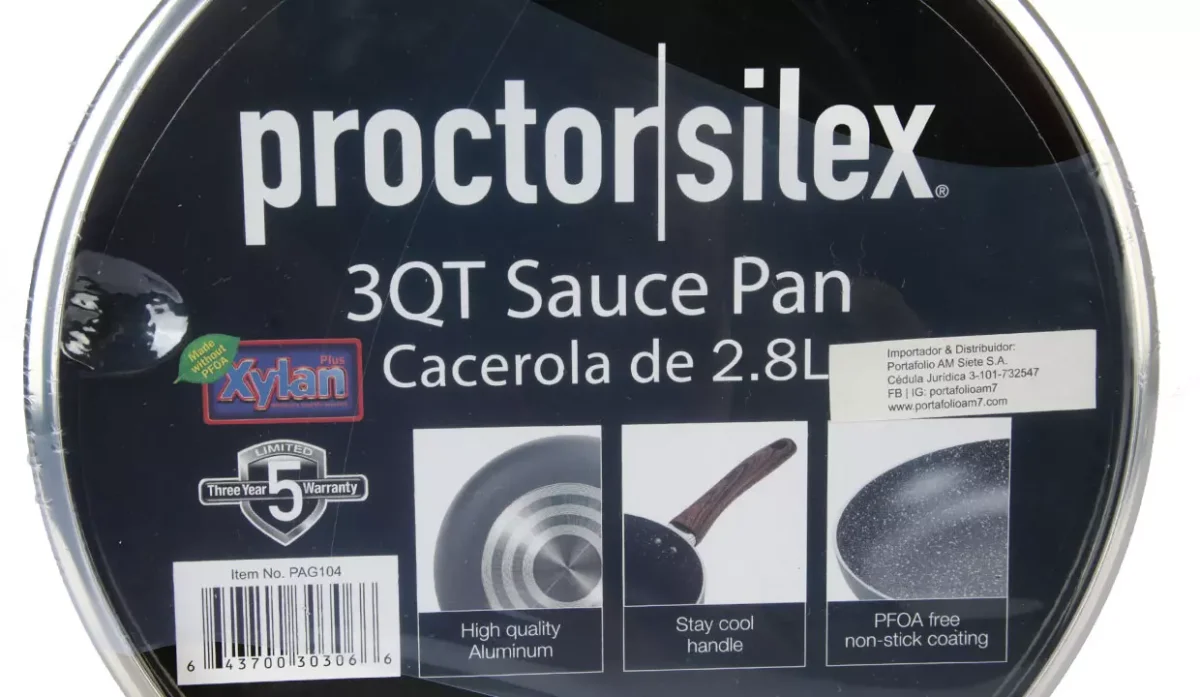 proctor silex®
3QT Sauce Pan
Cacerola de 2.8L
Made
without
PFOA
Plus
Xylan
Importador & Distribuidor:
Portafolio AM Siete S.A.
Cédula Jurídica 3-101-732547
FB | IG: portafolioam7
www.portafolioam7.com
LIMITED
Three Year 5 Warranty
Item No. PAG104
6 43700 30306 6
High quality
Aluminum
Stay cool
handle
PFOA free
non-stick coating